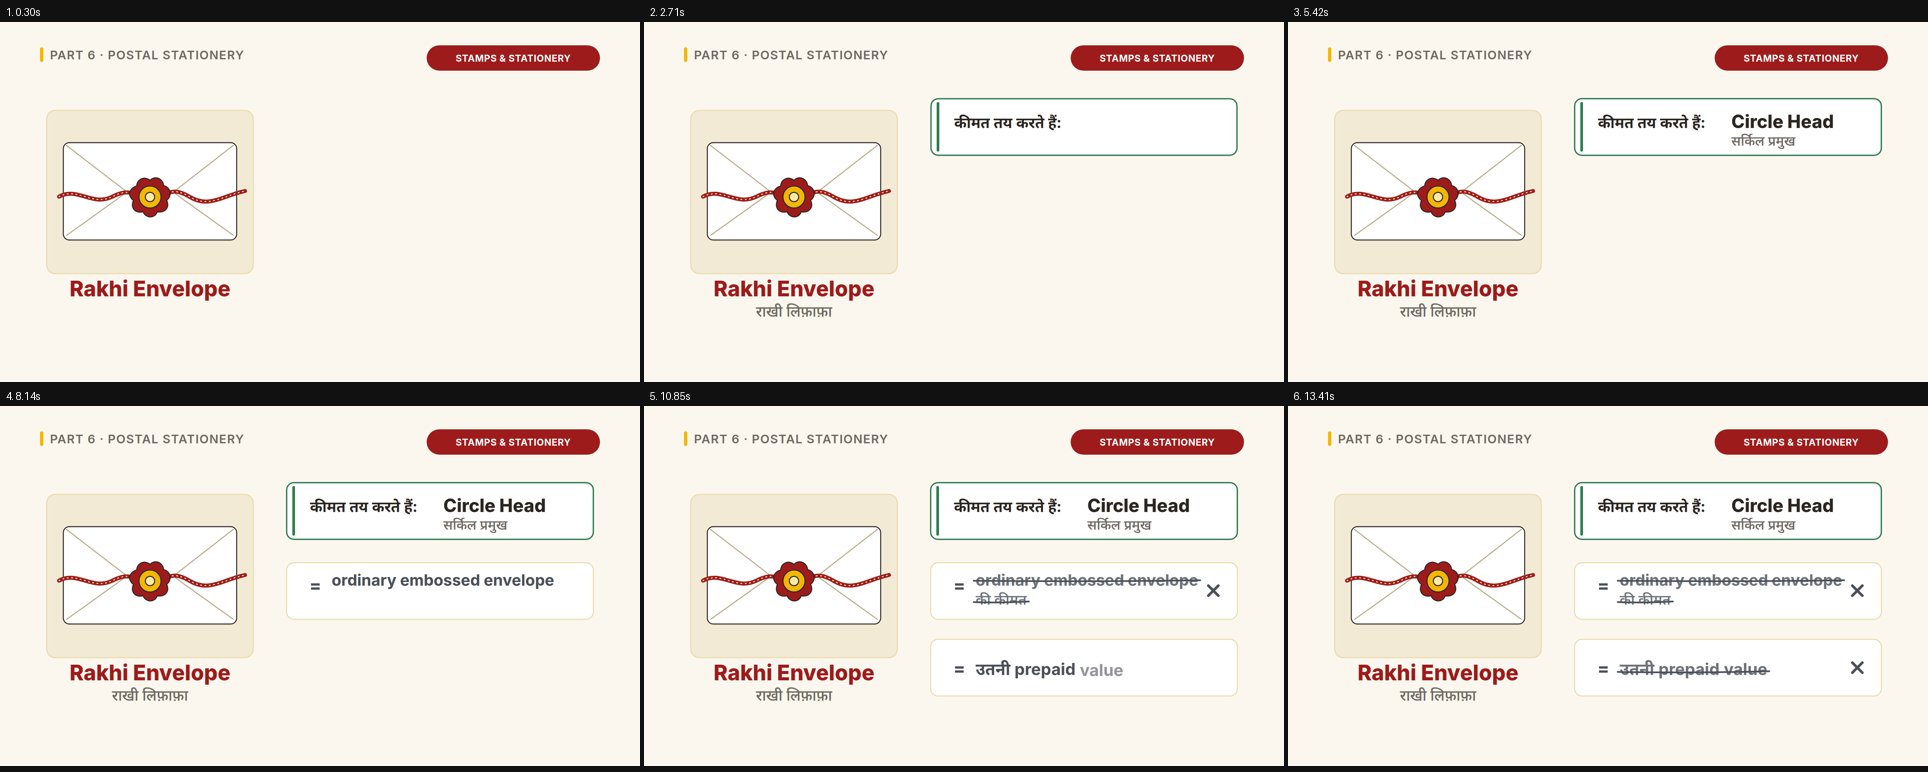 1. 0.30s
PART 6 · POSTAL STATIONERY
STAMPS & STATIONERY
Rakhi Envelope
2. 2.71s
PART 6 · POSTAL STATIONERY
STAMPS & STATIONERY
कीमत तय करते हैं:
Rakhi Envelope
राखी लिफ़ाफ़ा
3. 5.42s
PART 6 · POSTAL STATIONERY
STAMPS & STATIONERY
कीमत तय करते हैं: Circle Head
सर्किल प्रमुख
Rakhi Envelope
राखी लिफ़ाफ़ा
4. 8.14s
PART 6 · POSTAL STATIONERY
STAMPS & STATIONERY
कीमत तय करते हैं: Circle Head
सर्किल प्रमुख
= ordinary embossed envelope
Rakhi Envelope
राखी लिफ़ाफ़ा
5. 10.85s
PART 6 · POSTAL STATIONERY
STAMPS & STATIONERY
कीमत तय करते हैं: Circle Head
सर्किल प्रमुख
= ordinary embossed envelope ✕
की कीमत
= उतनी prepaid value
Rakhi Envelope
राखी लिफ़ाफ़ा
6. 13.41s
PART 6 · POSTAL STATIONERY
STAMPS & STATIONERY
कीमत तय करते हैं: Circle Head
सर्किल प्रमुख
= ordinary embossed envelope ✕
की कीमत
= उतनी prepaid value ✕
Rakhi Envelope
राखी लिफ़ाफ़ा